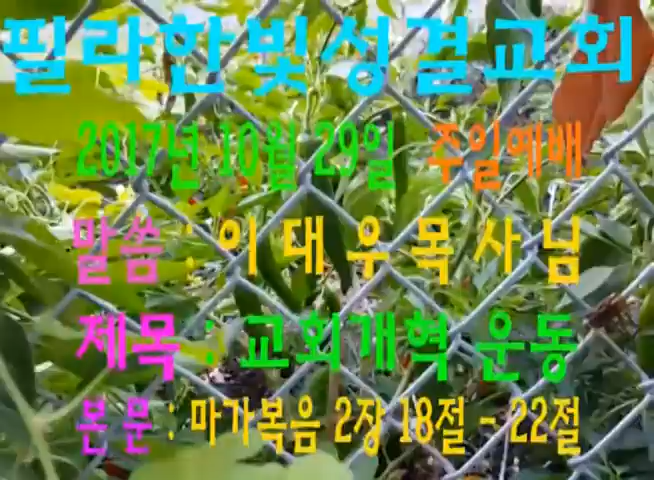 필라한빛성결교회
2017년 10월 29일 주일예배
말씀 : 이 대 우 목 사 님
제목 : 교회개혁 운동
본문 : 마가복음 2장 18절 - 22절